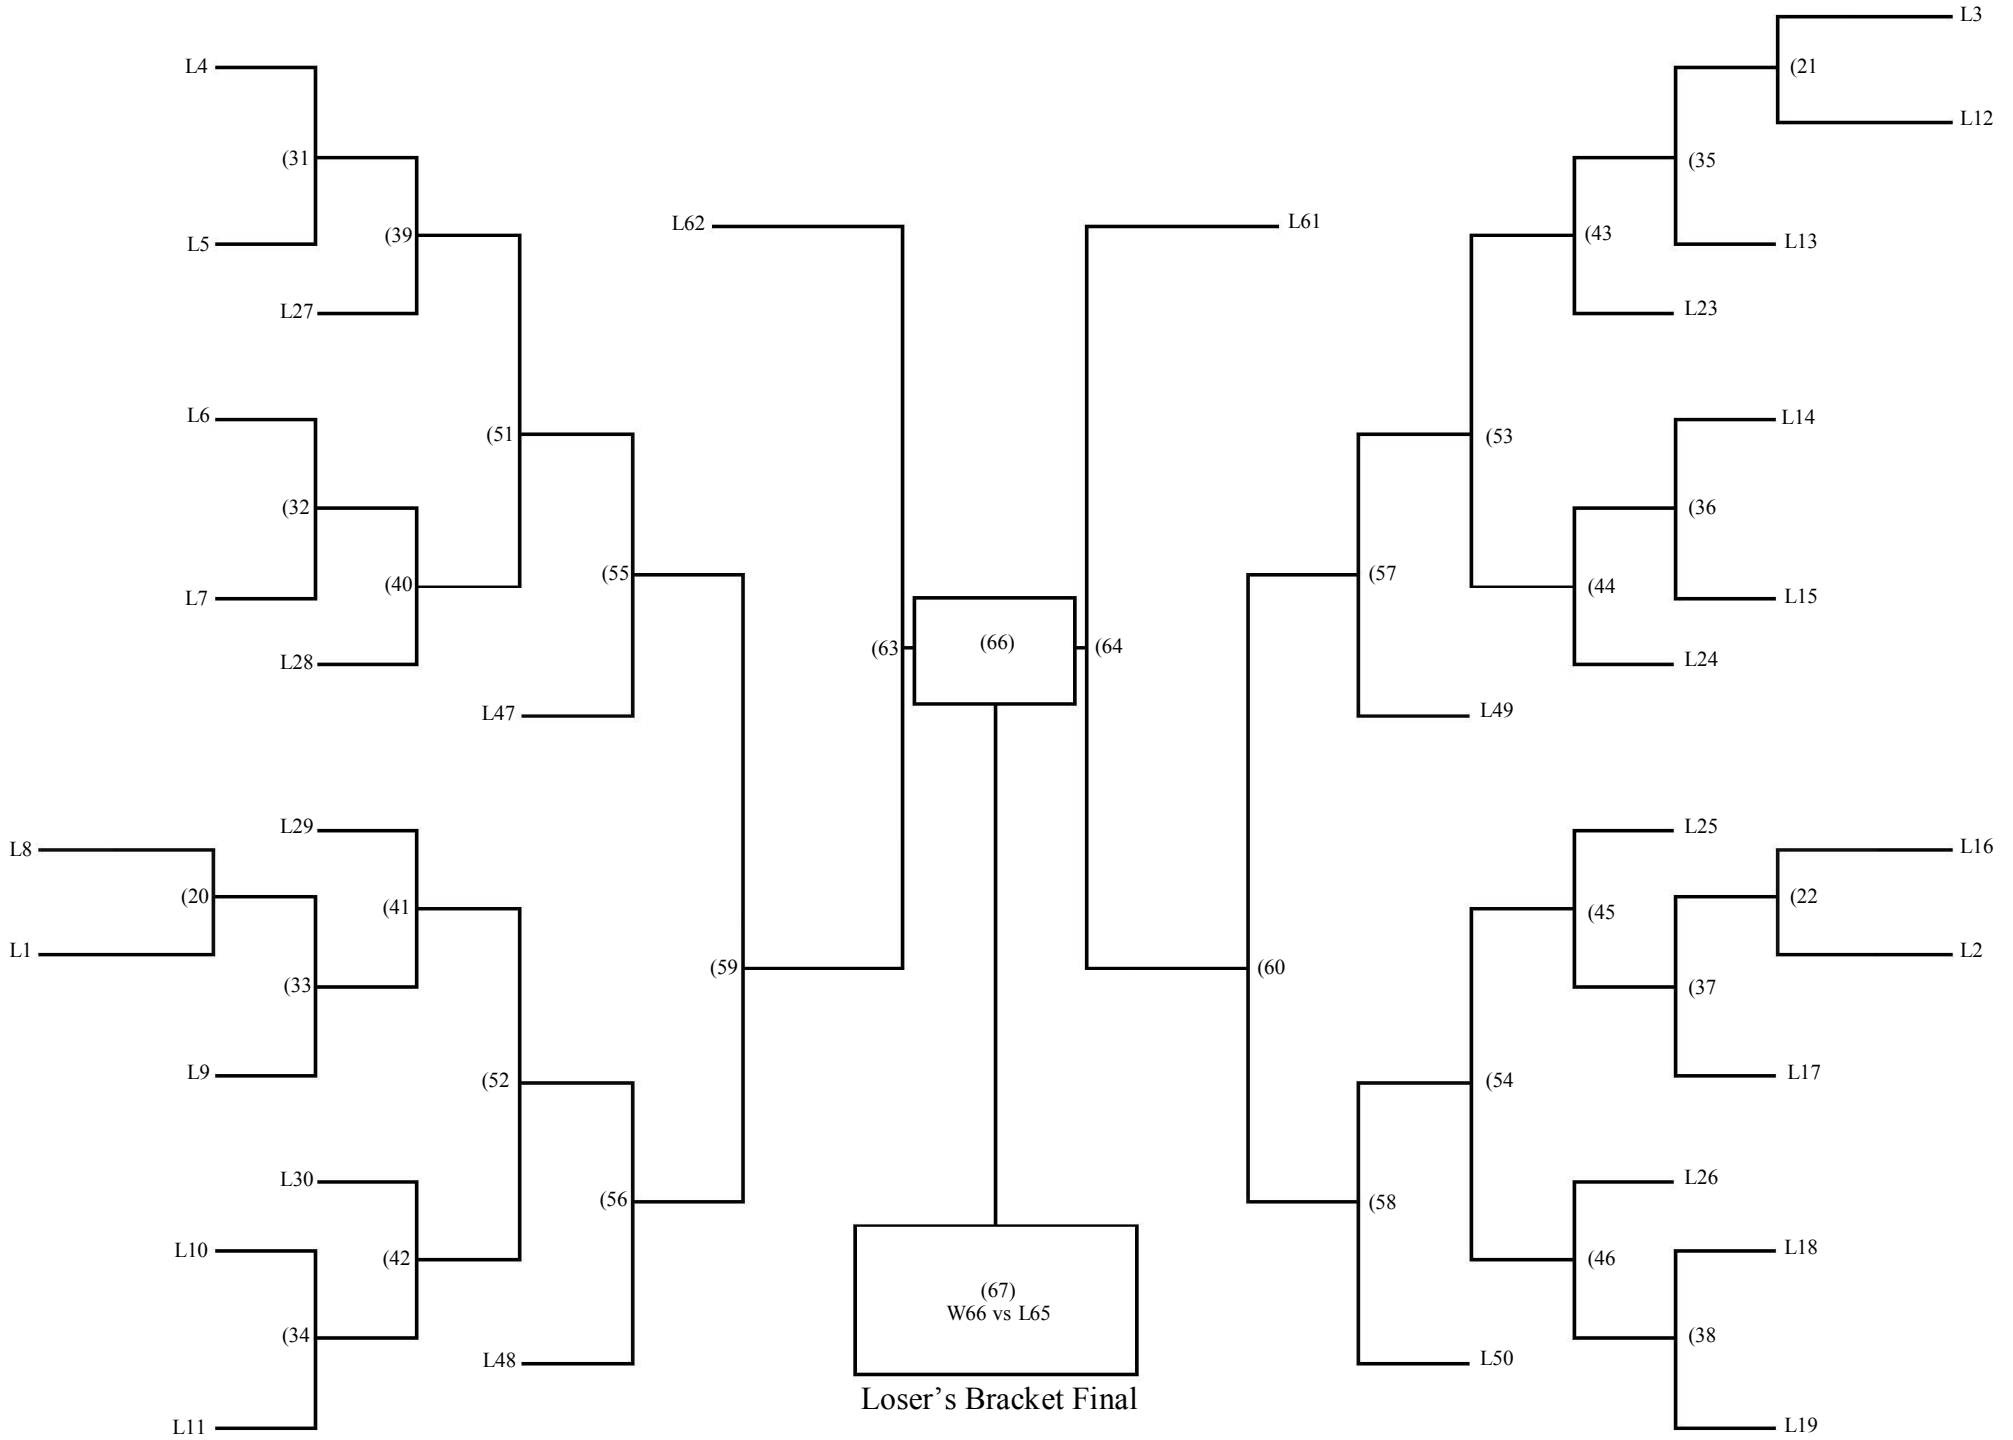 L3
L4
(21
L12
(31
(35
L62
L61
L5
(39
(43
L13
L27
L23
L6
L14
(51
(53
(32
(36
(55
(57
L7
(40
(44
L15
(63
(66)
(64
L28
L24
L47
L49
L29
L25
L8
L16
(20
(41
(45
(22
L1
L2
(59
(60
(33
(37
L9
L17
(52
(54
L30
L26
(56
(58
L10
L18
(42
(46
(67)
W66 vs L65
(34
(38
L48
L50
Loser’s Bracket Final
L11
L19